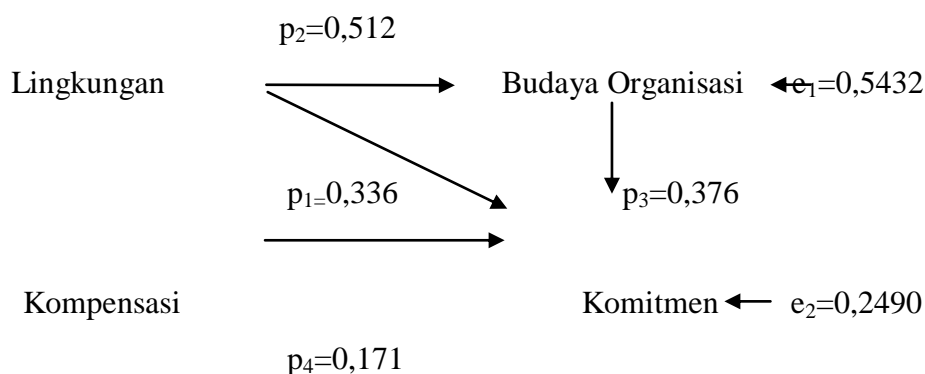 p₂=0,512
Lingkungan Budaya Organisasi e₁=0,5432
p₁₌0,336 p₃=0,376
Kompensasi Komitmen e₂=0,2490
p₄=0,171